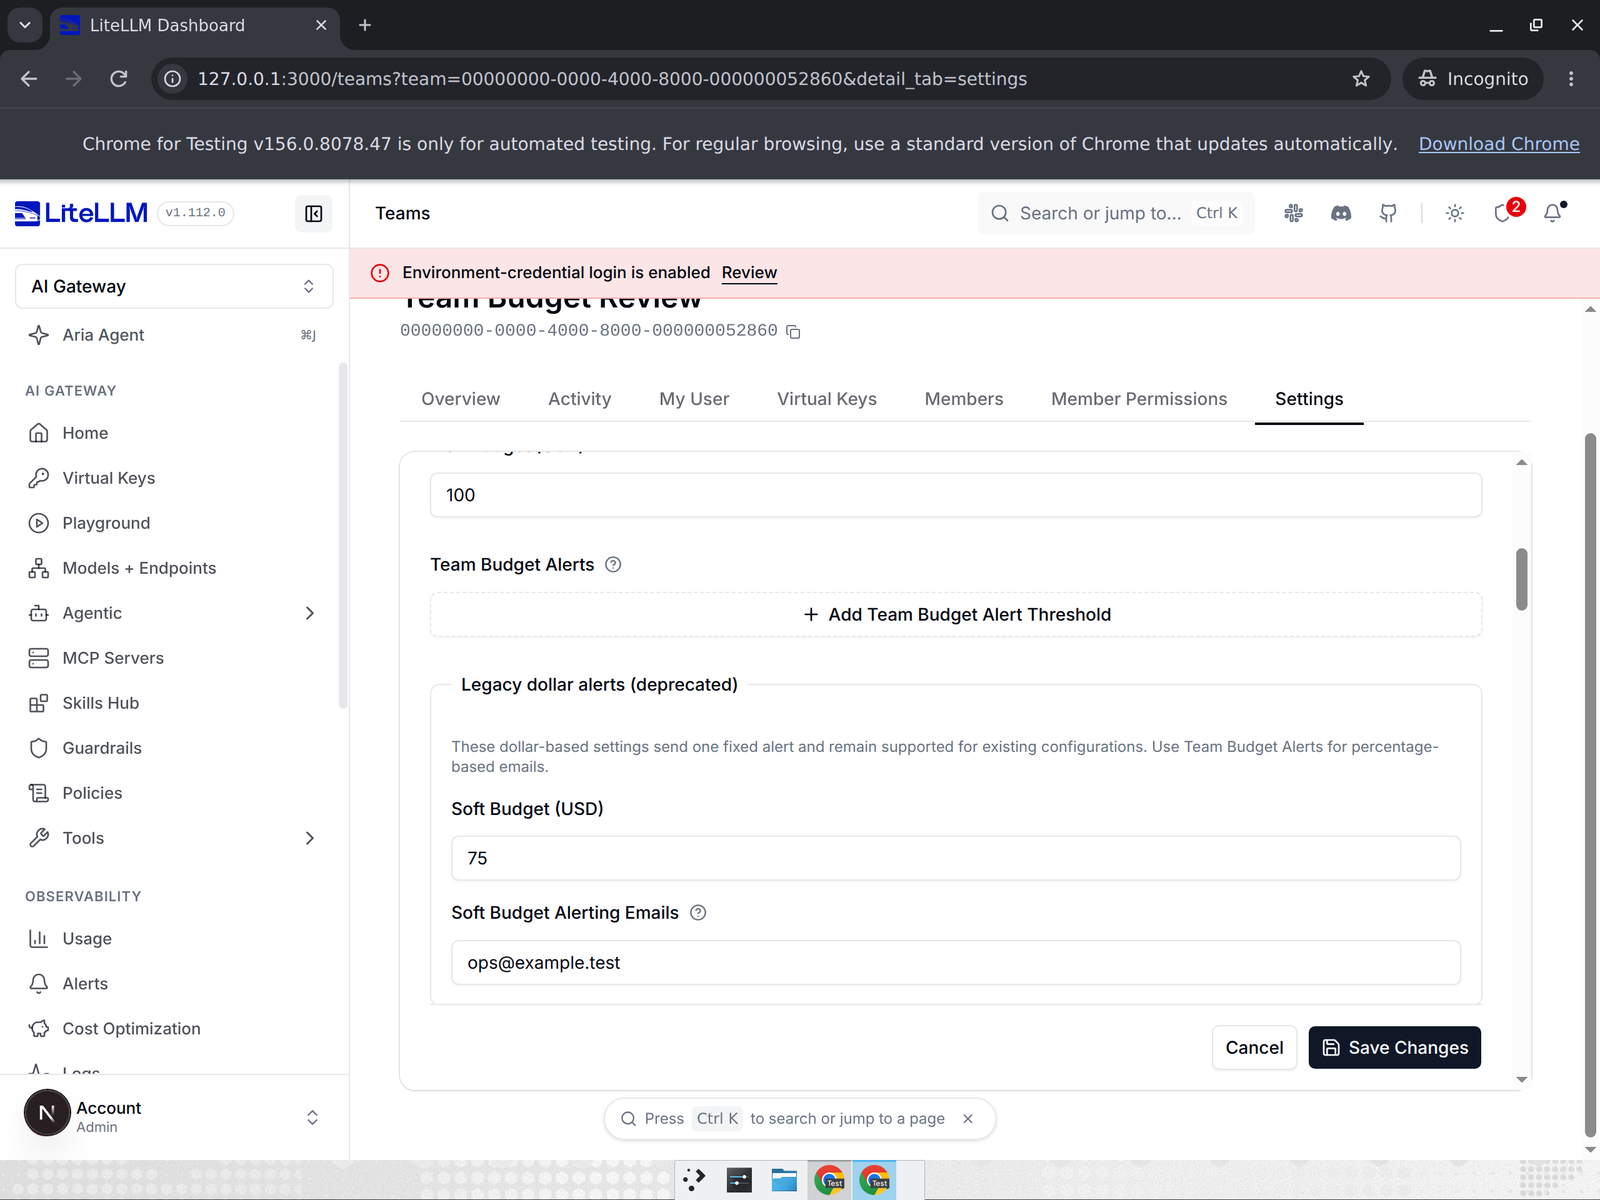 LiteLLM Dashboard
127.0.0.1:3000/teams?team=00000000-0000-4000-8000-000000052860&detail_tab=settings
Incognito
Chrome for Testing v156.0.8078.47 is only for automated testing. For regular browsing, use a standard version of Chrome that updates automatically.
Download Chrome
LiteLLM
v1.112.0
Teams
Search or jump to...
Ctrl K
2
AI Gateway
Environment-credential login is enabled
Review
Aria Agent
⌘J
AI GATEWAY
Home
Virtual Keys
Playground
Models + Endpoints
Agentic
MCP Servers
Skills Hub
Guardrails
Policies
Tools
OBSERVABILITY
Usage
Alerts
Cost Optimization
Logs
N
Account
Admin
Team Budget Review
00000000-0000-4000-8000-000000052860
Overview
Activity
My User
Virtual Keys
Members
Member Permissions
Settings
100
Team Budget Alerts
Add Team Budget Alert Threshold
Legacy dollar alerts (deprecated)
These dollar-based settings send one fixed alert and remain supported for existing configurations. Use Team Budget Alerts for percentage-
based emails.
Soft Budget (USD)
75
Soft Budget Alerting Emails
ops@example.test
Cancel
Save Changes
Press Ctrl K to search or jump to a page
Test
Test